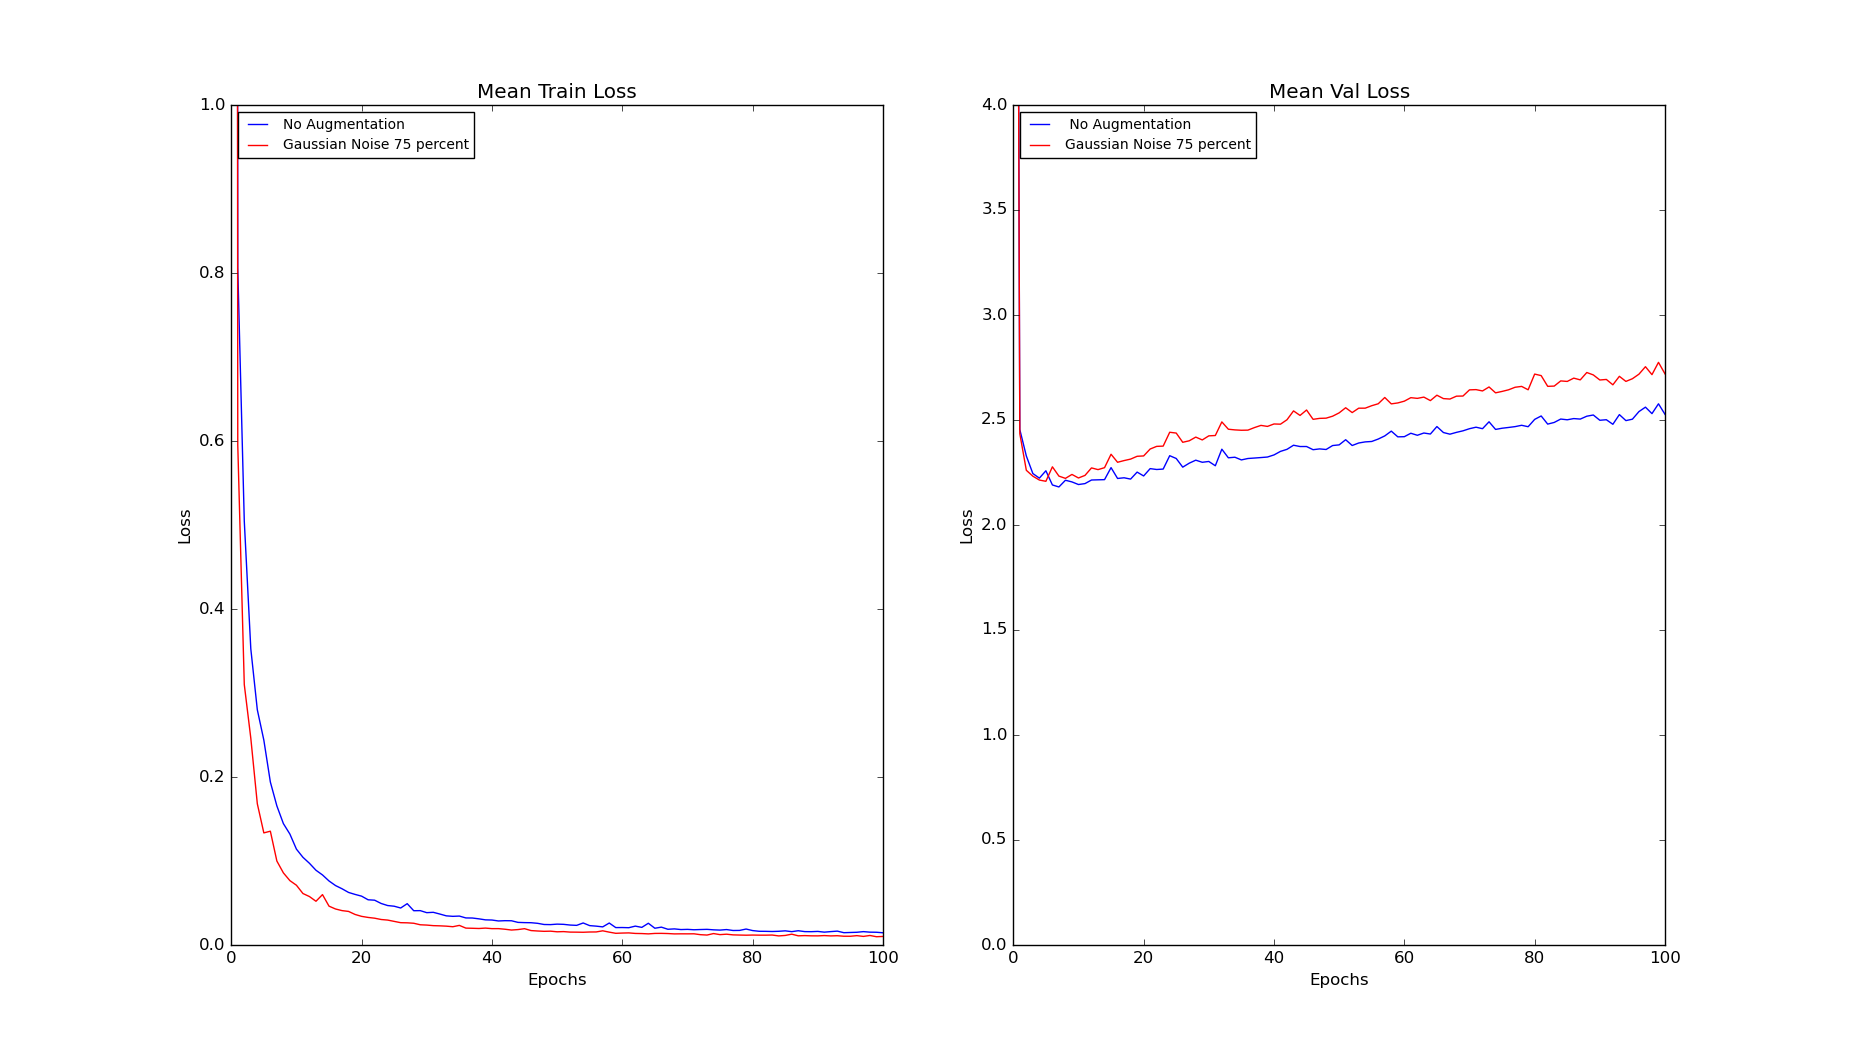 Mean Train Loss
1.0
0.8
0.6
0.4
0.2
0.0
Loss
No Augmentation
Gaussian Noise 75 percent
0 20 40 60 80 100
Epochs
Mean Val Loss
4.0
3.5
3.0
2.5
2.0
1.5
1.0
0.5
0.0
Loss
No Augmentation
Gaussian Noise 75 percent
0 20 40 60 80 100
Epochs